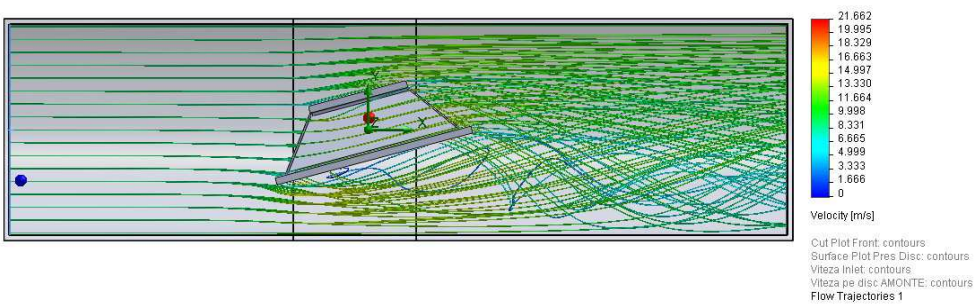 21.662
19.995
18.329
16.663
14.997
13.330
11.664
9.998
8.331
6.665
4.999
3.333
1.666
0
Velocity [m/s]
Cut Plot Front: contours
Surface Plot Pres Disc: contours
Viteza Inlet: contours
Viteza pe disc AMONTE: contours
Flow Trajectories 1
Y
Z
X